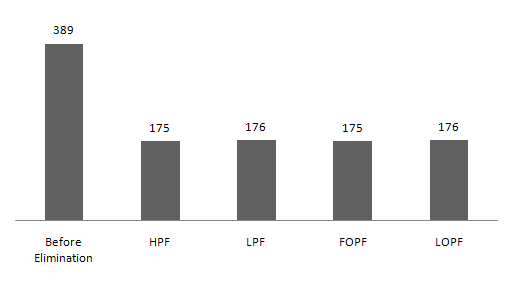 389
175
176
175
176
Before
Elimination
HPF
LPF
FOPF
LOPF